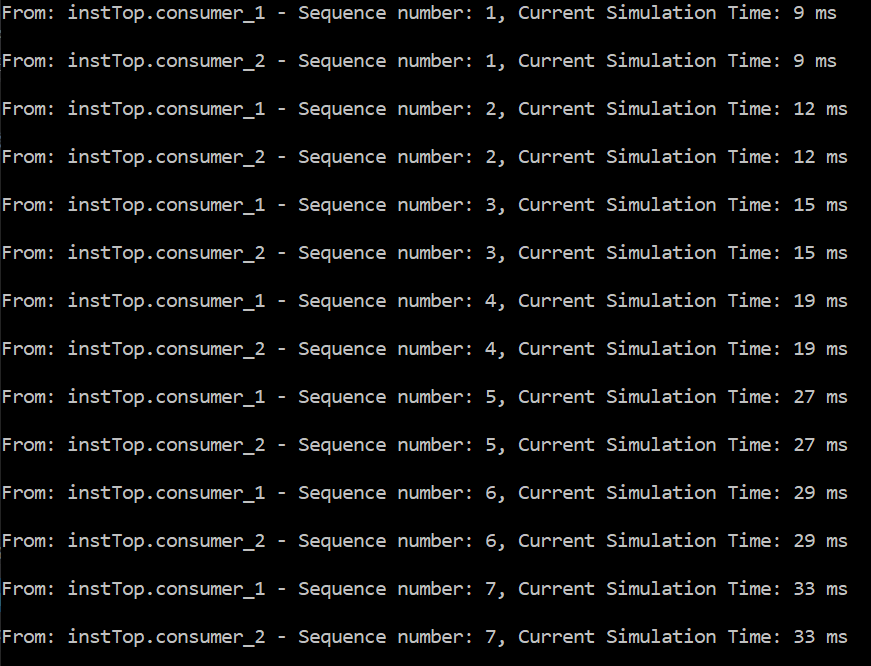 From: instTop.consumer_1 - Sequence number: 1, Current Simulation Time: 9 ms
From: instTop.consumer_2 - Sequence number: 1, Current Simulation Time: 9 ms
From: instTop.consumer_1 - Sequence number: 2, Current Simulation Time: 12 ms
From: instTop.consumer_2 - Sequence number: 2, Current Simulation Time: 12 ms
From: instTop.consumer_1 - Sequence number: 3, Current Simulation Time: 15 ms
From: instTop.consumer_2 - Sequence number: 3, Current Simulation Time: 15 ms
From: instTop.consumer_1 - Sequence number: 4, Current Simulation Time: 19 ms
From: instTop.consumer_2 - Sequence number: 4, Current Simulation Time: 19 ms
From: instTop.consumer_1 - Sequence number: 5, Current Simulation Time: 27 ms
From: instTop.consumer_2 - Sequence number: 5, Current Simulation Time: 27 ms
From: instTop.consumer_1 - Sequence number: 6, Current Simulation Time: 29 ms
From: instTop.consumer_2 - Sequence number: 6, Current Simulation Time: 29 ms
From: instTop.consumer_1 - Sequence number: 7, Current Simulation Time: 33 ms
From: instTop.consumer_2 - Sequence number: 7, Current Simulation Time: 33 ms